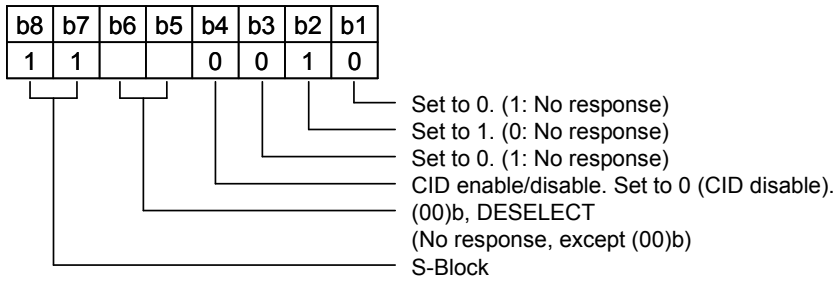 b8 b7 b6 b5 b4 b3 b2 b1
1 1 0 0 1 0
Set to 0. (1: No response)
Set to 1. (0: No response)
Set to 0. (1: No response)
CID enable/disable. Set to 0 (CID disable).
(00)b, DESELECT
(No response, except (00)b)
S-Block